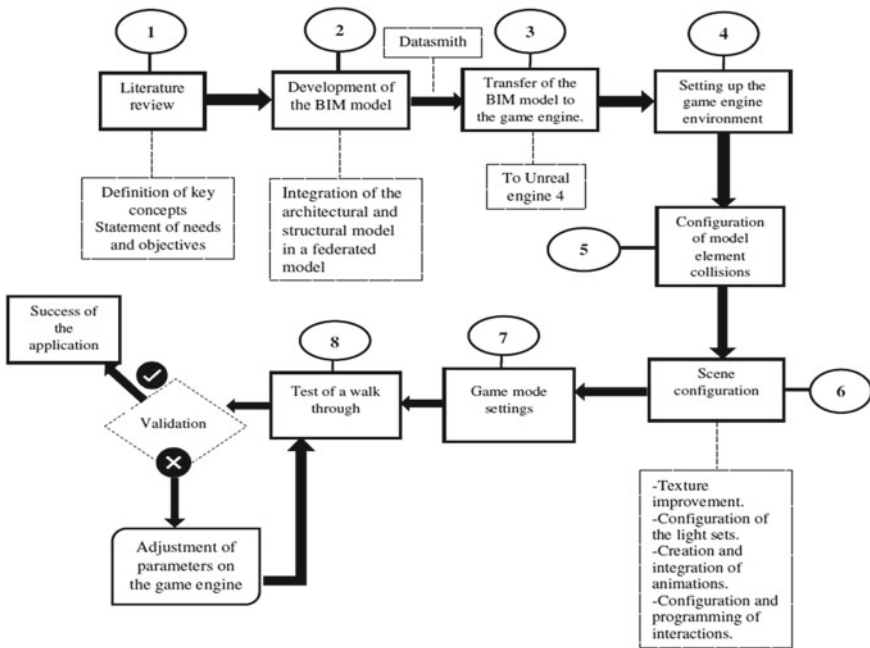 1
2
Datasmith
3
4
Literature
review
Development of
the BIM model
Transfer of the
BIM model to
the game engine.
Setting up the
game engine
environment
Definition of key
concepts
Statement of needs
and objectives
Integration of the
architectural and
structural model
in a federated
model
To Unreal
engine 4
5
Configuration
of model
element
collisions
Success of
the
application
8
7
6
Validation
Test of a walk
through
Game mode
settings
Scene
configuration
Adjustment of
parameters on
the game engine
-Texture
improvement.
-Configuration of
the light sets.
-Creation and
integration of
animations.
-Configuration and
programming of
interactions.